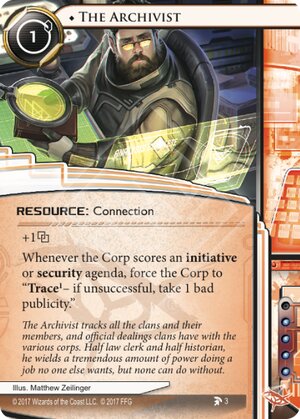 ◆ THE ARCHIVIST
1
RESOURCE: Connection
+1
Whenever the Corp scores an initiative
or security agenda, force the Corp to
“Trace¹– if unsuccessful, take 1 bad
publicity.”
The Archivist tracks all the clans and their
members, and official dealings clans have with the
various corps. Half law clerk and half historian,
he wields a tremendous amount of power doing a
job no one else wants, but none can do without.
Illus. Matthew Zeilinger
© 2017 Wizards of the Coast LLC. © 2017 FFG
3